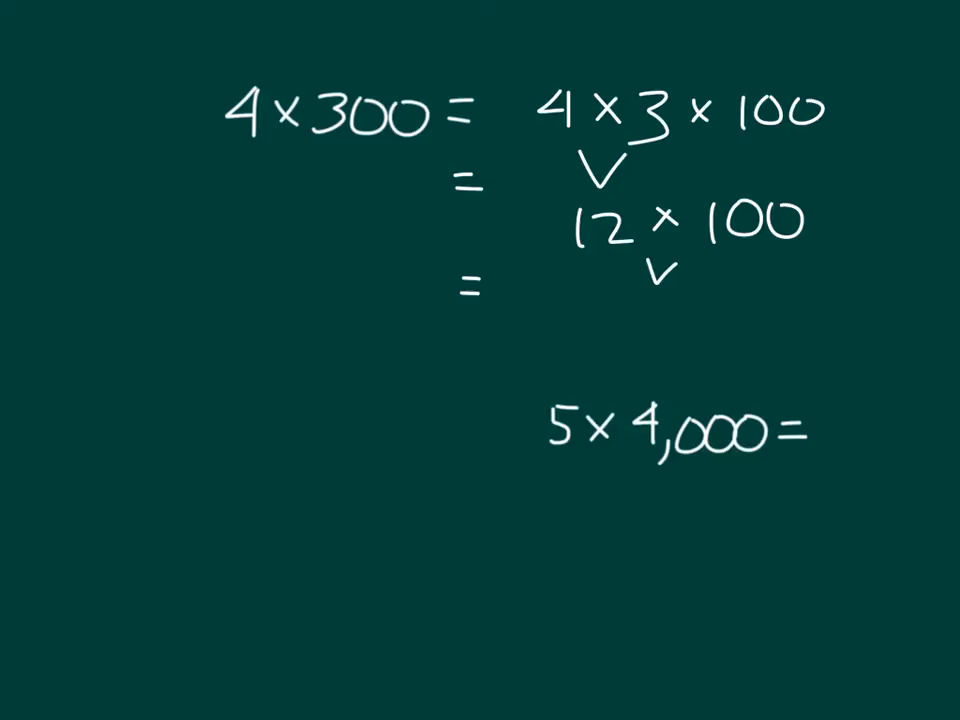 4 × 300 = 4 × 3 × 100
= 12 × 100
=
5 × 4,000 =